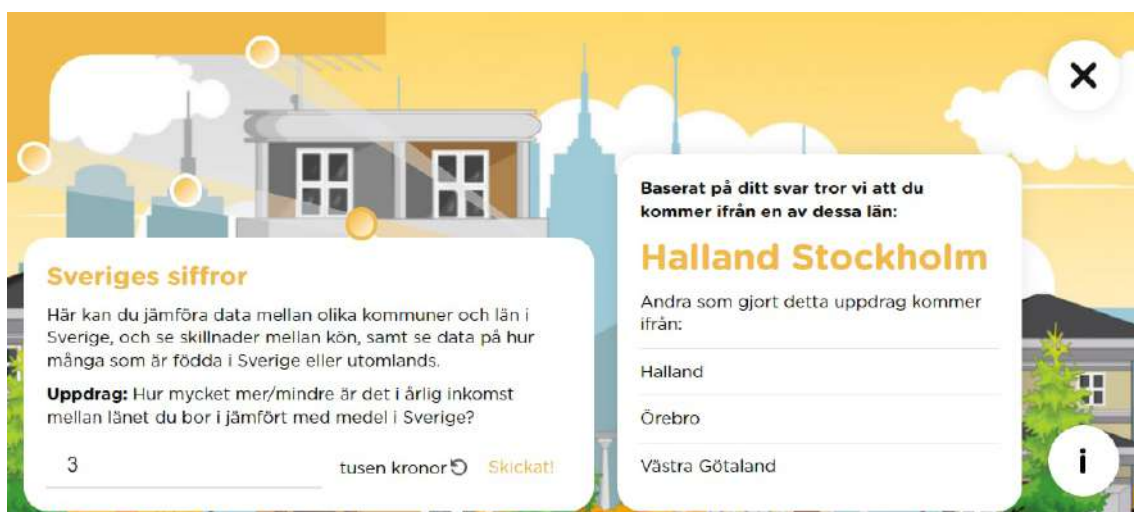 Sveriges siffror
Här kan du jämföra data mellan olika kommuner och län i
Sverige, och se skillnader mellan kön, samt se data på hur
många som är födda i Sverige eller utomlands.
Uppdrag: Hur mycket mer/mindre är det i årlig inkomst
mellan länet du bor i jämfört med medel i Sverige?
3 tusen kronor Skickat!
Baserat på ditt svar tror vi att du
kommer ifrån en av dessa län:
Halland Stockholm
Andra som gjort detta uppdrag kommer
ifrån:
Halland
Örebro
Västra Götaland
i